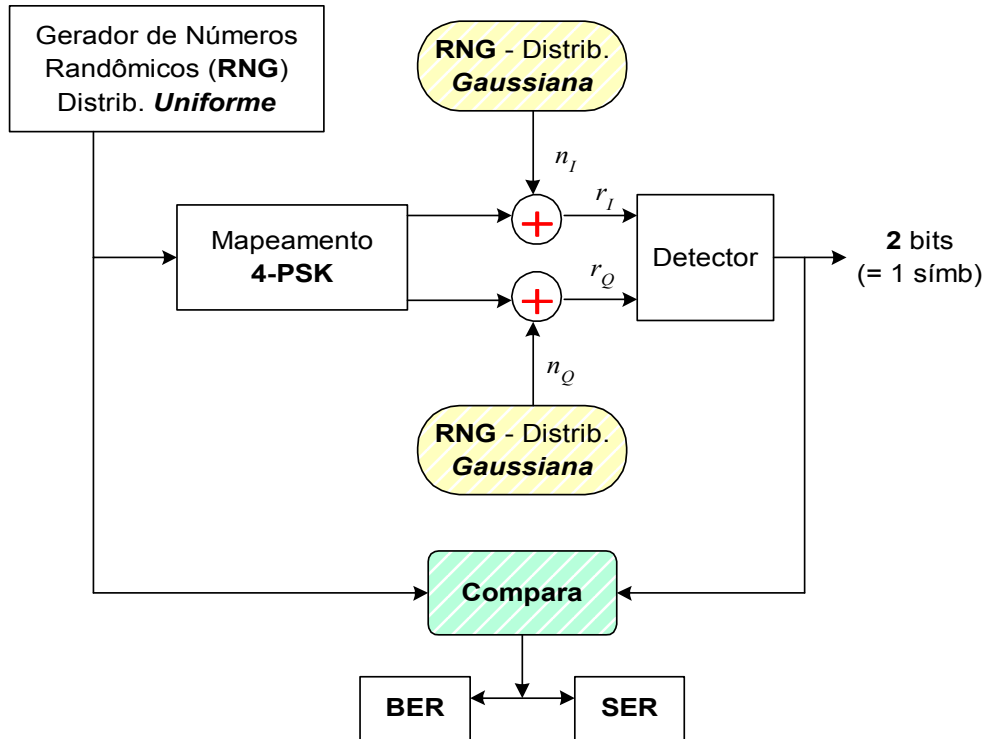 Gerador de Números
Randômicos (RNG)
Distrib. Uniforme
RNG - Distrib.
Gaussiana
n_I
r_I
Mapeamento
4-PSK
+
Detector
2 bits
(= 1 símb)
r_Q
+
n_Q
RNG - Distrib.
Gaussiana
Compara
BER
SER